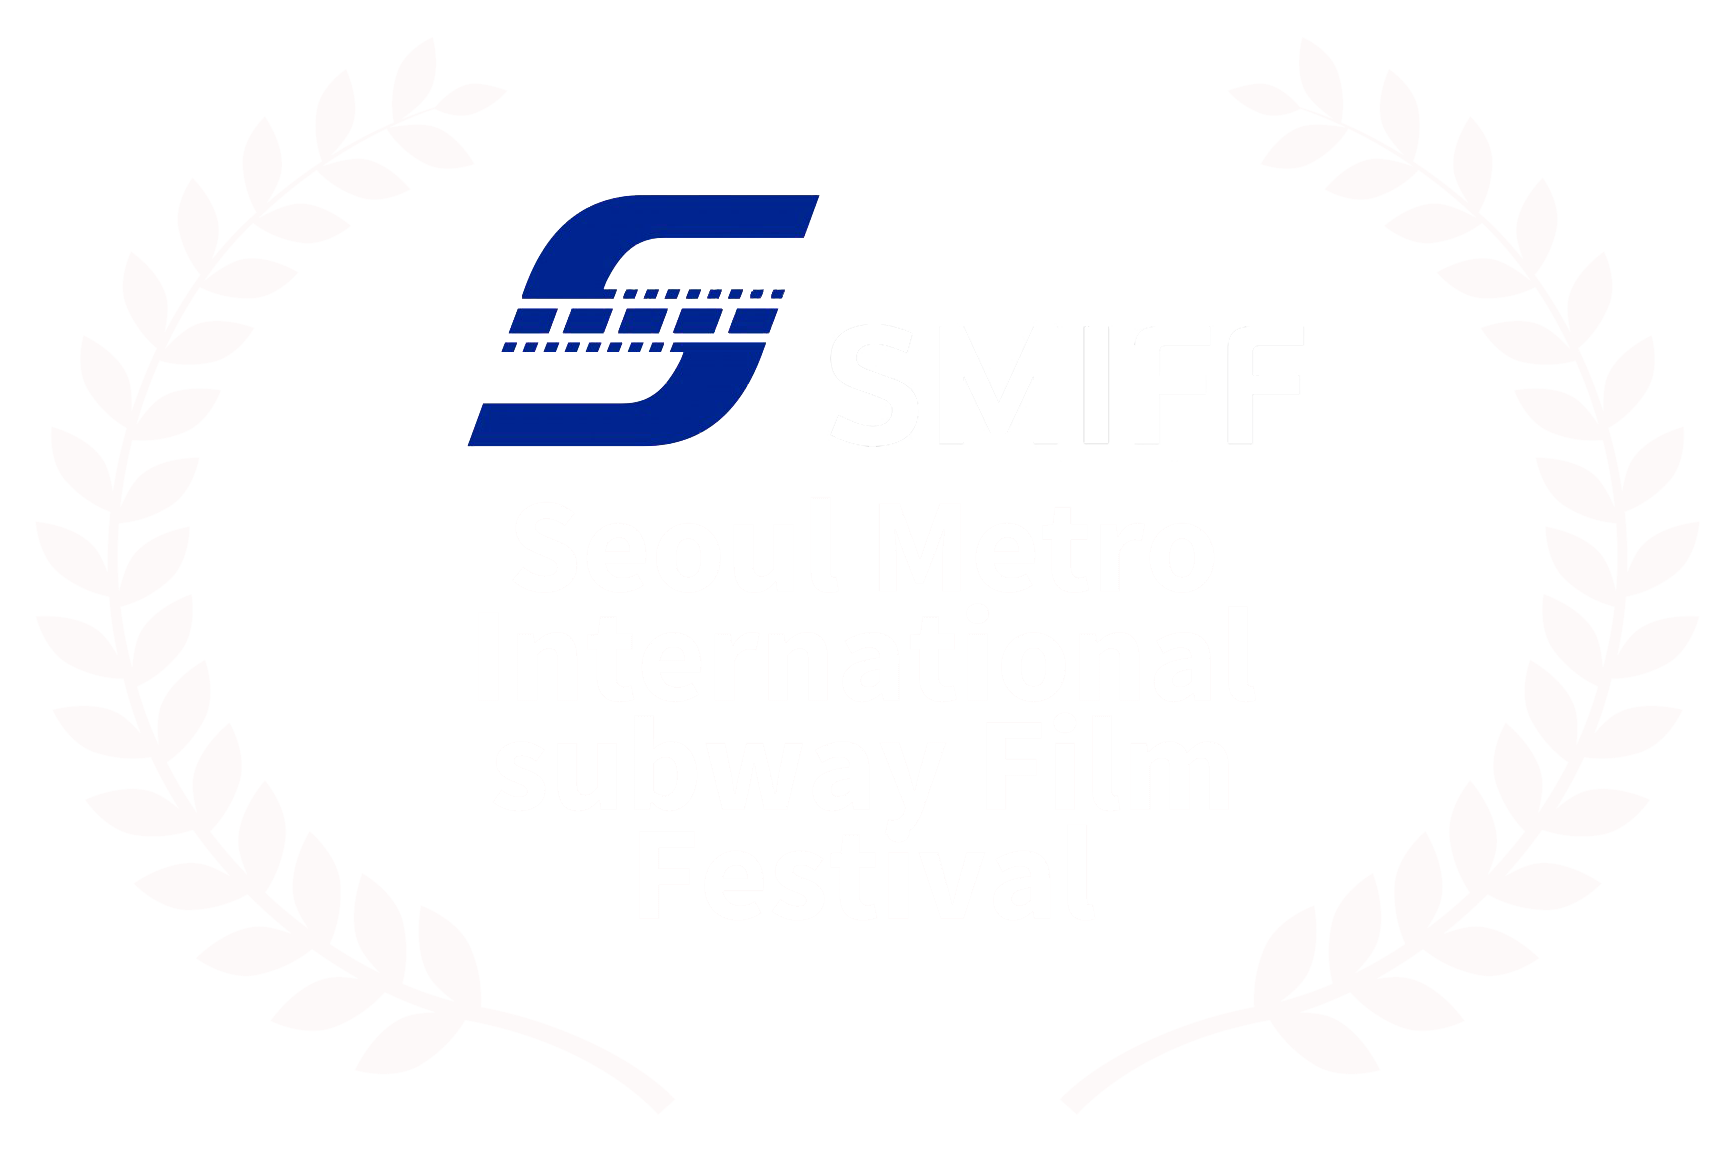 SMIFF
Seoul Metro
International
Subway Film
Festival